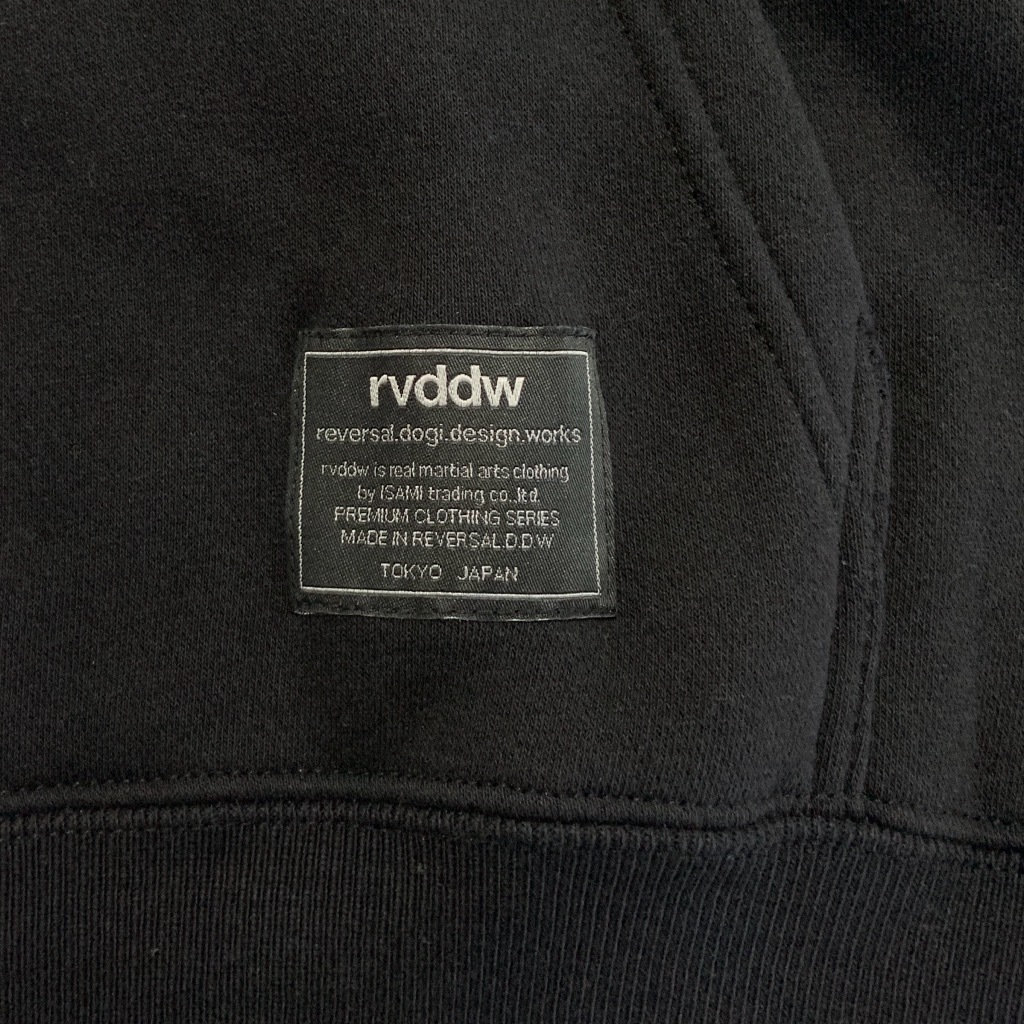 rvddw
reversal.dogi.design.works
rvddw is real martial arts clothing
by ISAMI trading co.,ltd.
PREMIUM CLOTHING SERIES
MADE IN REVERSAL.D.D.W
TOKYO JAPAN